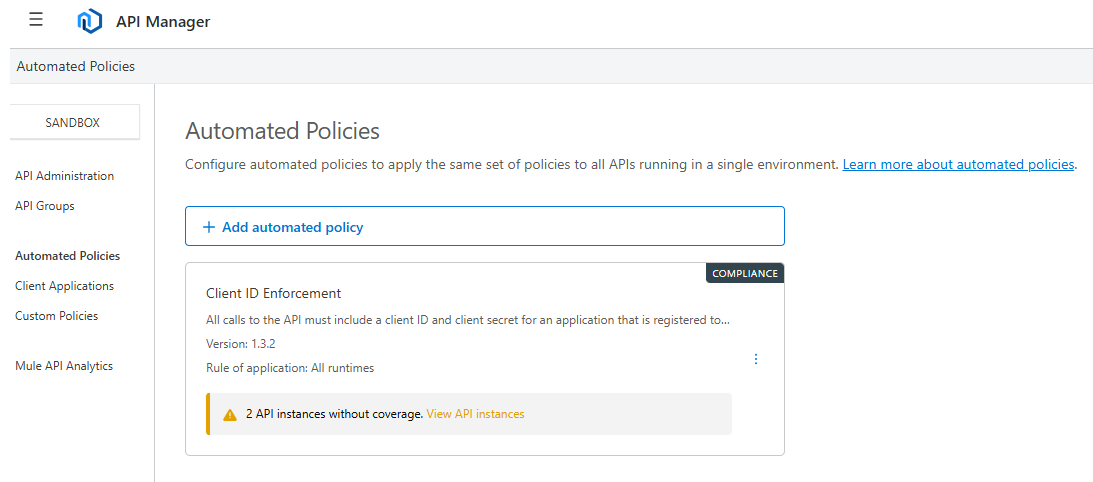 API Manager
Automated Policies
SANDBOX
API Administration
API Groups
Automated Policies
Client Applications
Custom Policies
Mule API Analytics
Automated Policies
Configure automated policies to apply the same set of policies to all APIs running in a single environment. Learn more about automated policies.
+ Add automated policy
COMPLIANCE
Client ID Enforcement
All calls to the API must include a client ID and client secret for an application that is registered to...
Version: 1.3.2
Rule of application: All runtimes
2 API instances without coverage. View API instances